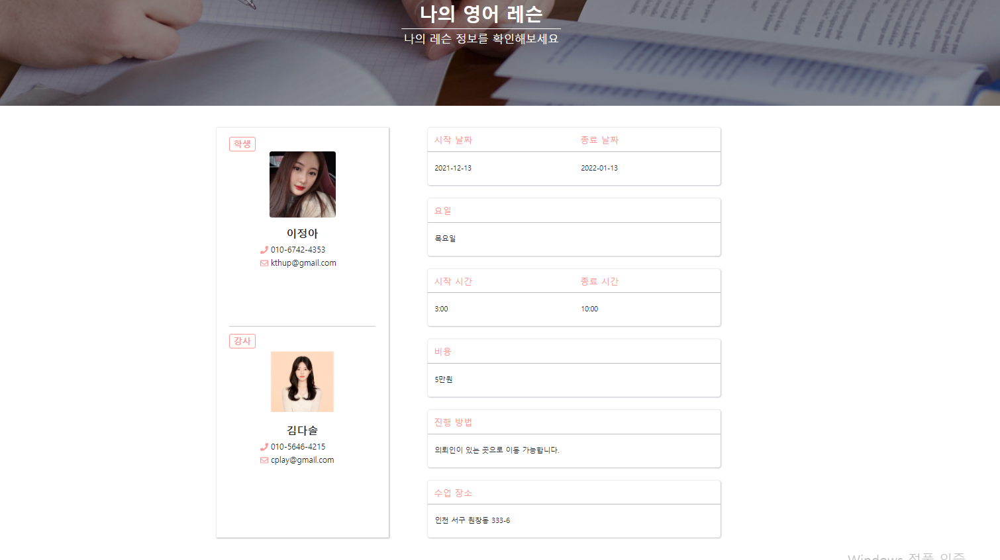 나의 영어 레슨
나의 레슨 정보를 확인해보세요
학생
이정아
010-6742-4353
kthup@gmail.com
강사
김다솔
010-5646-4215
cplay@gmail.com
시작 날짜 종료 날짜
2021-12-13 2022-01-13
요일
목요일
시작 시간 종료 시간
3:00 10:00
비용
5만원
진행 방법
의뢰인이 있는 곳으로 이동 가능합니다.
수업 장소
인천 서구 원창동 333-6
Windows 정품 인증